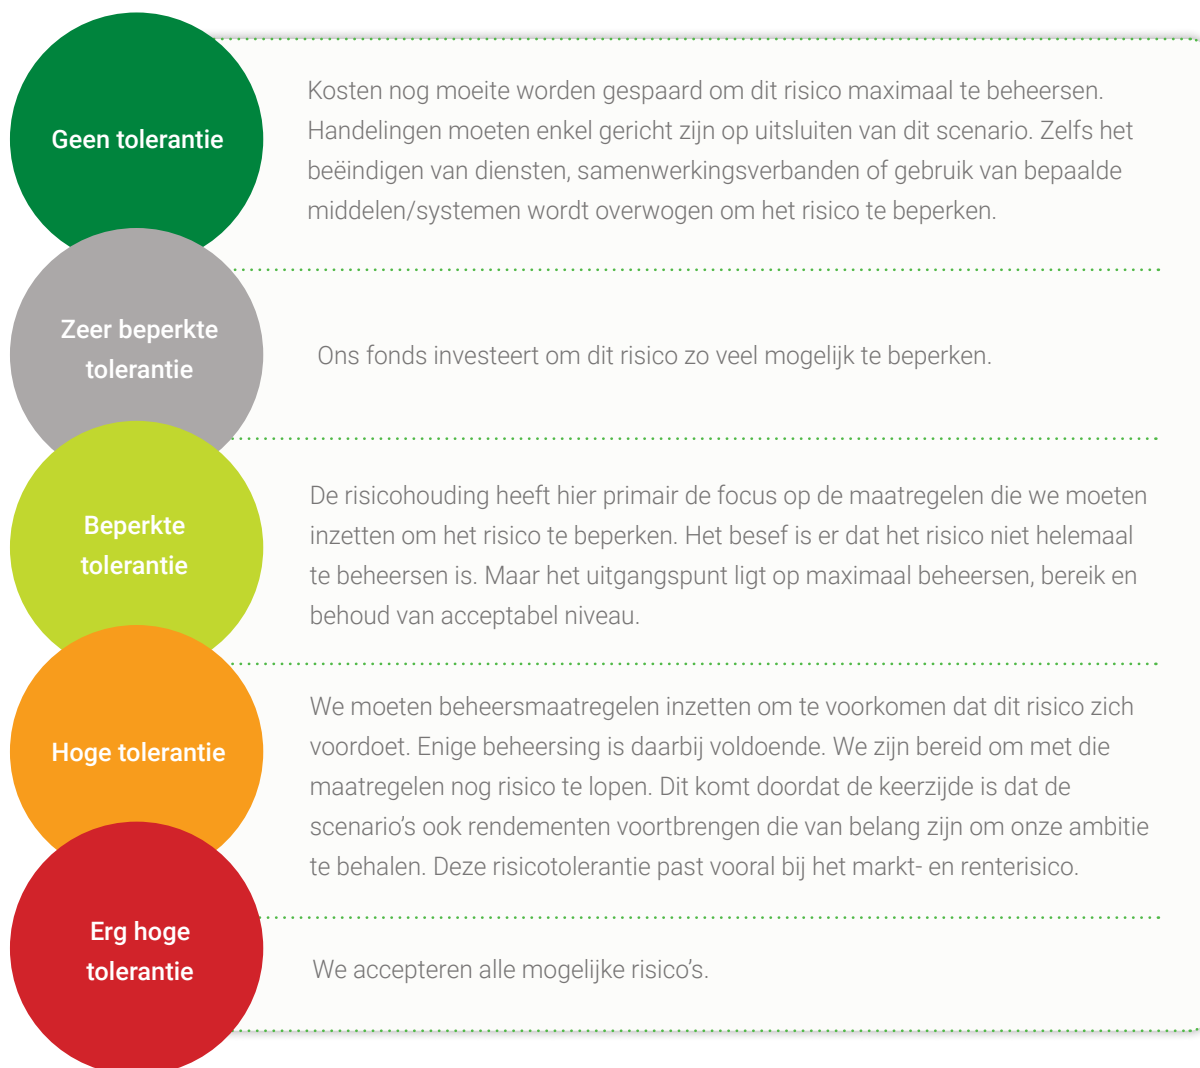 Geen tolerantie
Kosten nog moeite worden gespaard om dit risico maximaal te beheersen.
Handelingen moeten enkel gericht zijn op uitsluiten van dit scenario. Zelfs het
beëindigen van diensten, samenwerkingsverbanden of gebruik van bepaalde
middelen/systemen wordt overwogen om het risico te beperken.
Zeer beperkte
tolerantie
Ons fonds investeert om dit risico zo veel mogelijk te beperken.
Beperkte
tolerantie
De risicohouding heeft hier primair de focus op de maatregelen die we moeten
inzetten om het risico te beperken. Het besef is er dat het risico niet helemaal
te beheersen is. Maar het uitgangspunt ligt op maximaal beheersen, bereik en
behoud van acceptabel niveau.
Hoge tolerantie
We moeten beheersmaatregelen inzetten om te voorkomen dat dit risico zich
voordoet. Enige beheersing is daarbij voldoende. We zijn bereid om met die
maatregelen nog risico te lopen. Dit komt doordat de keerzijde is dat de
scenario's ook rendementen voortbrengen die van belang zijn om onze ambitie
te behalen. Deze risicotolerantie past vooral bij het markt- en renterisico.
Erg hoge
tolerantie
We accepteren alle mogelijke risico's.